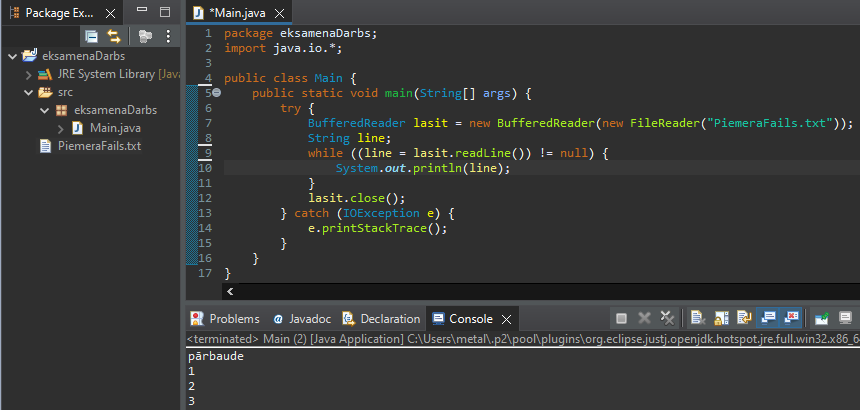 Package Ex...
eksamenaDarbs
JRE System Library [Java
src
eksamenaDarbs
Main.java
PiemeraFails.txt
*Main.java
1 package eksamenaDarbs;
2 import java.io.*;
3
4 public class Main {
5 public static void main(String[] args) {
6 try {
7 BufferedReader lasit = new BufferedReader(new FileReader("PiemeraFails.txt"));
8 String line;
9 while ((line = lasit.readLine()) != null) {
10 System.out.println(line);
11 }
12 lasit.close();
13 } catch (IOException e) {
14 e.printStackTrace();
15 }
16 }
17 }
Problems Javadoc Declaration Console
<terminated> Main (2) [Java Application] C:\Users\metal\.p2\pool\plugins\org.eclipse.justj.openjdk.hotspot.jre.full.win32.x86_6
pārbaude
1
2
3